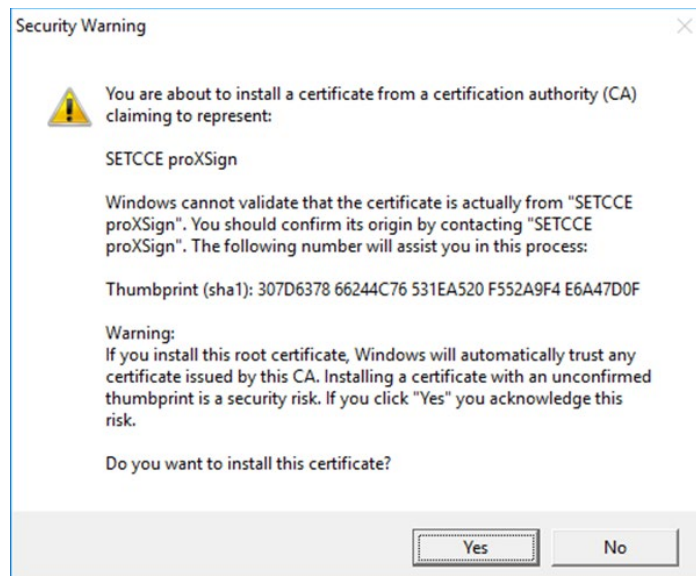 Security Warning
You are about to install a certificate from a certification authority (CA)
claiming to represent:
SETCCE proXSign
Windows cannot validate that the certificate is actually from "SETCCE
proXSign". You should confirm its origin by contacting "SETCCE
proXSign". The following number will assist you in this process:
Thumbprint (sha1): 307D6378 66244C76 531EA520 F552A9F4 E6A47D0F
Warning:
If you install this root certificate, Windows will automatically trust any
certificate issued by this CA. Installing a certificate with an unconfirmed
thumbprint is a security risk. If you click "Yes" you acknowledge this
risk.
Do you want to install this certificate?
Yes
No